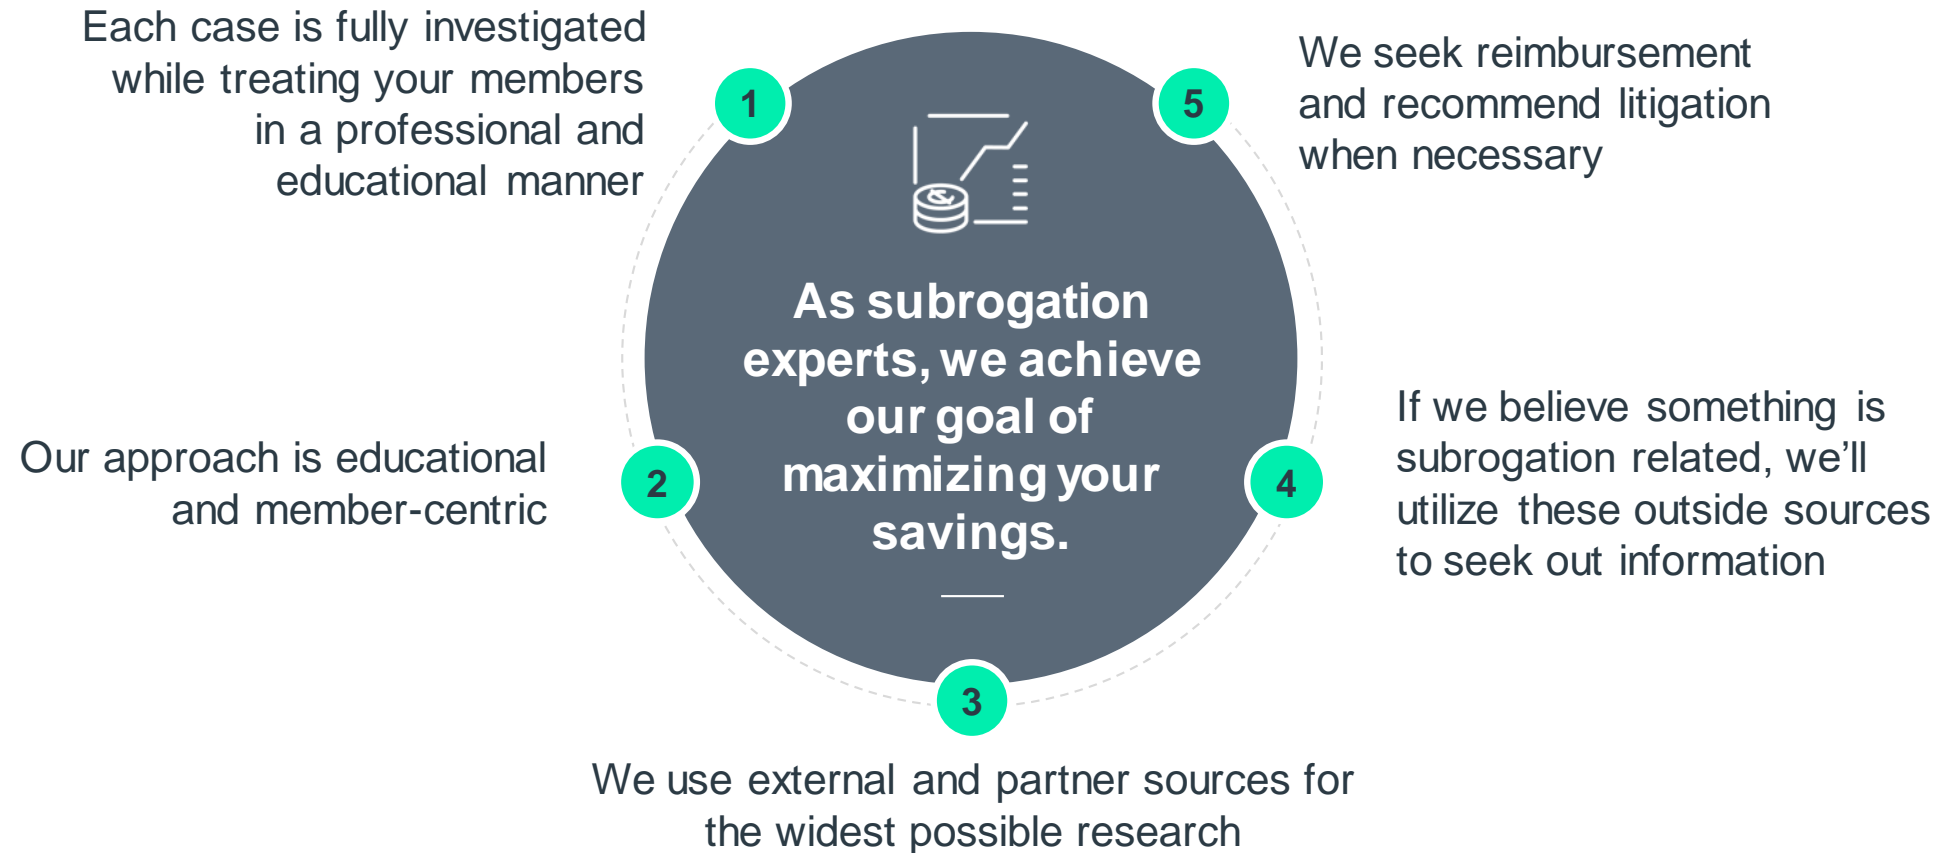 Each case is fully investigated
while treating your members
in a professional and
educational manner
1
Our approach is educational
and member-centric
2
3
We use external and partner sources for
the widest possible research
4
If we believe something is
subrogation related, we’ll
utilize these outside sources
to seek out information
5
We seek reimbursement
and recommend litigation
when necessary
As subrogation
experts, we achieve
our goal of
maximizing your
savings.